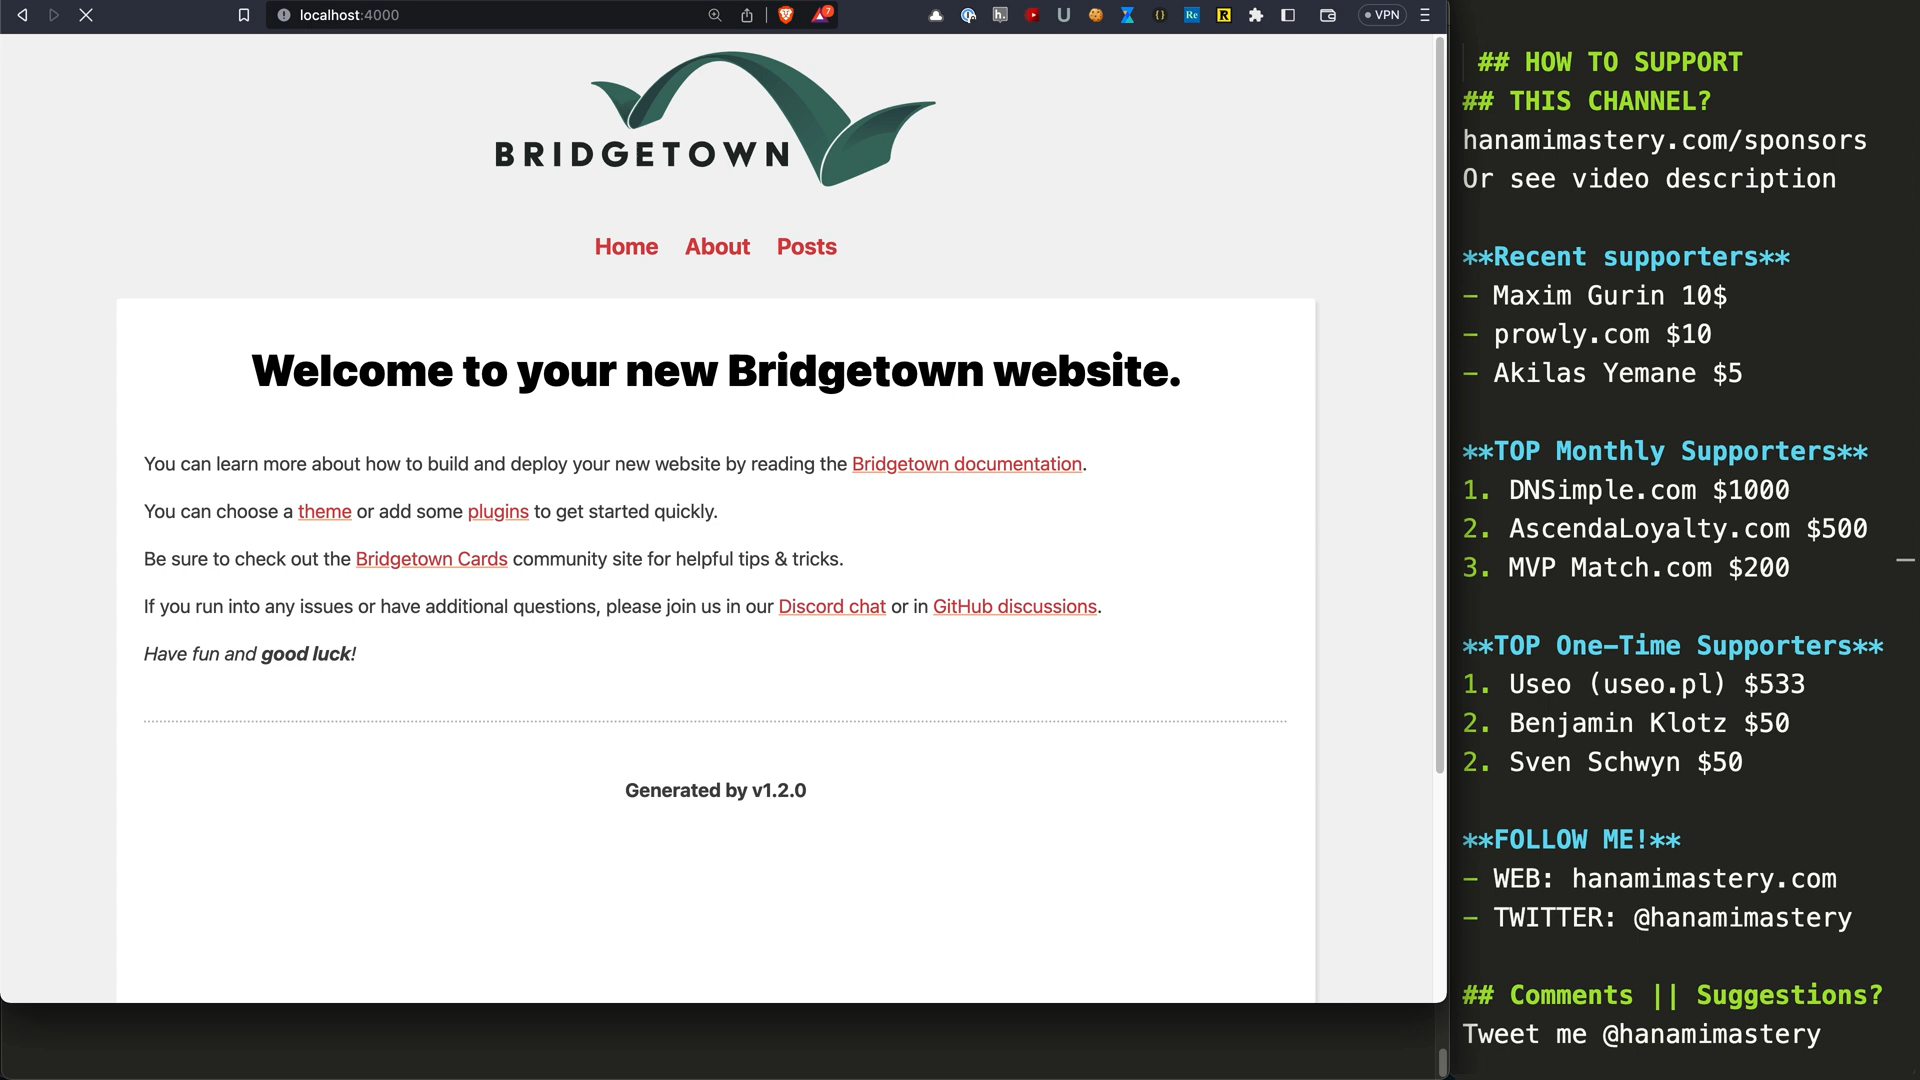 localhost:4000
7
VPN
BRIDGETOWN
Home About Posts
Welcome to your new Bridgetown website.
You can learn more about how to build and deploy your new website by reading the Bridgetown documentation.
You can choose a theme or add some plugins to get started quickly.
Be sure to check out the Bridgetown Cards community site for helpful tips & tricks.
If you run into any issues or have additional questions, please join us in our Discord chat or in GitHub discussions.
Have fun and good luck!
Generated by v1.2.0
## HOW TO SUPPORT
## THIS CHANNEL?
hanamimastery.com/sponsors
Or see video description
**Recent supporters**
- Maxim Gurin 10$
- prowly.com $10
- Akilas Yemane $5
**TOP Monthly Supporters**
1. DNSimple.com $1000
2. AscendaLoyalty.com $500
3. MVP Match.com $200
**TOP One-Time Supporters**
1. Useo (useo.pl) $533
2. Benjamin Klotz $50
2. Sven Schwyn $50
**FOLLOW ME!**
- WEB: hanamimastery.com
- TWITTER: @hanamimastery
## Comments || Suggestions?
Tweet me @hanamimastery